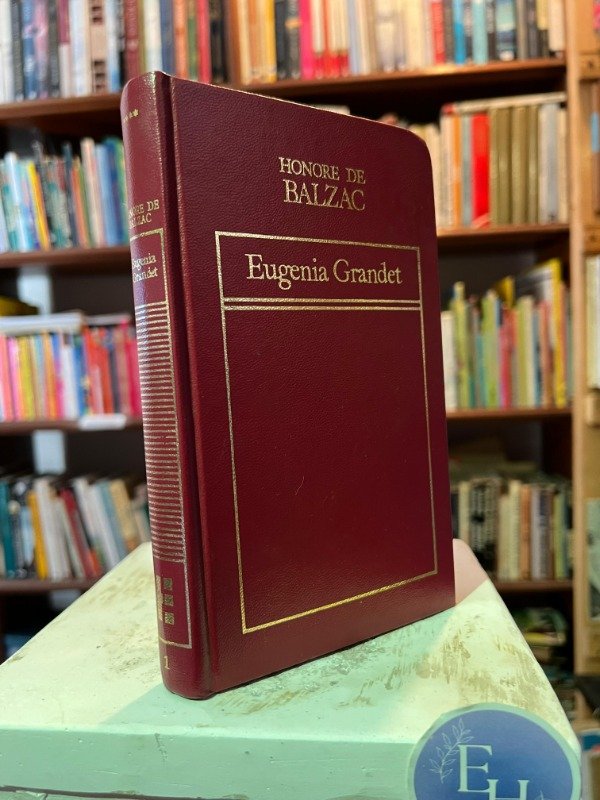 HONORE DE
BALZAC
Eugenia Grandet
HONORE DE
BALZAC
Eugenia
Grandet
1
EH